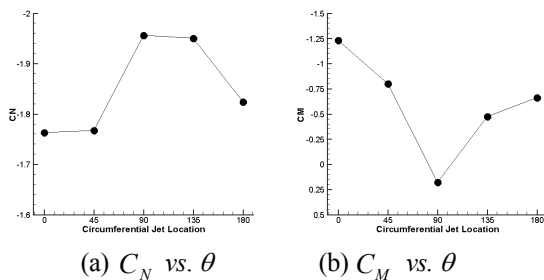 -2
-1.9
-1.8
-1.7
-1.6
CN
0 45 90 135 180
Circumferential Jet Location
-1.5
-1.25
-1
-0.75
-0.5
-0.25
0
0.25
0.5
CM
0 45 90 135 180
Circumferential Jet Location
(a) C_N vs. θ
(b) C_M vs. θ